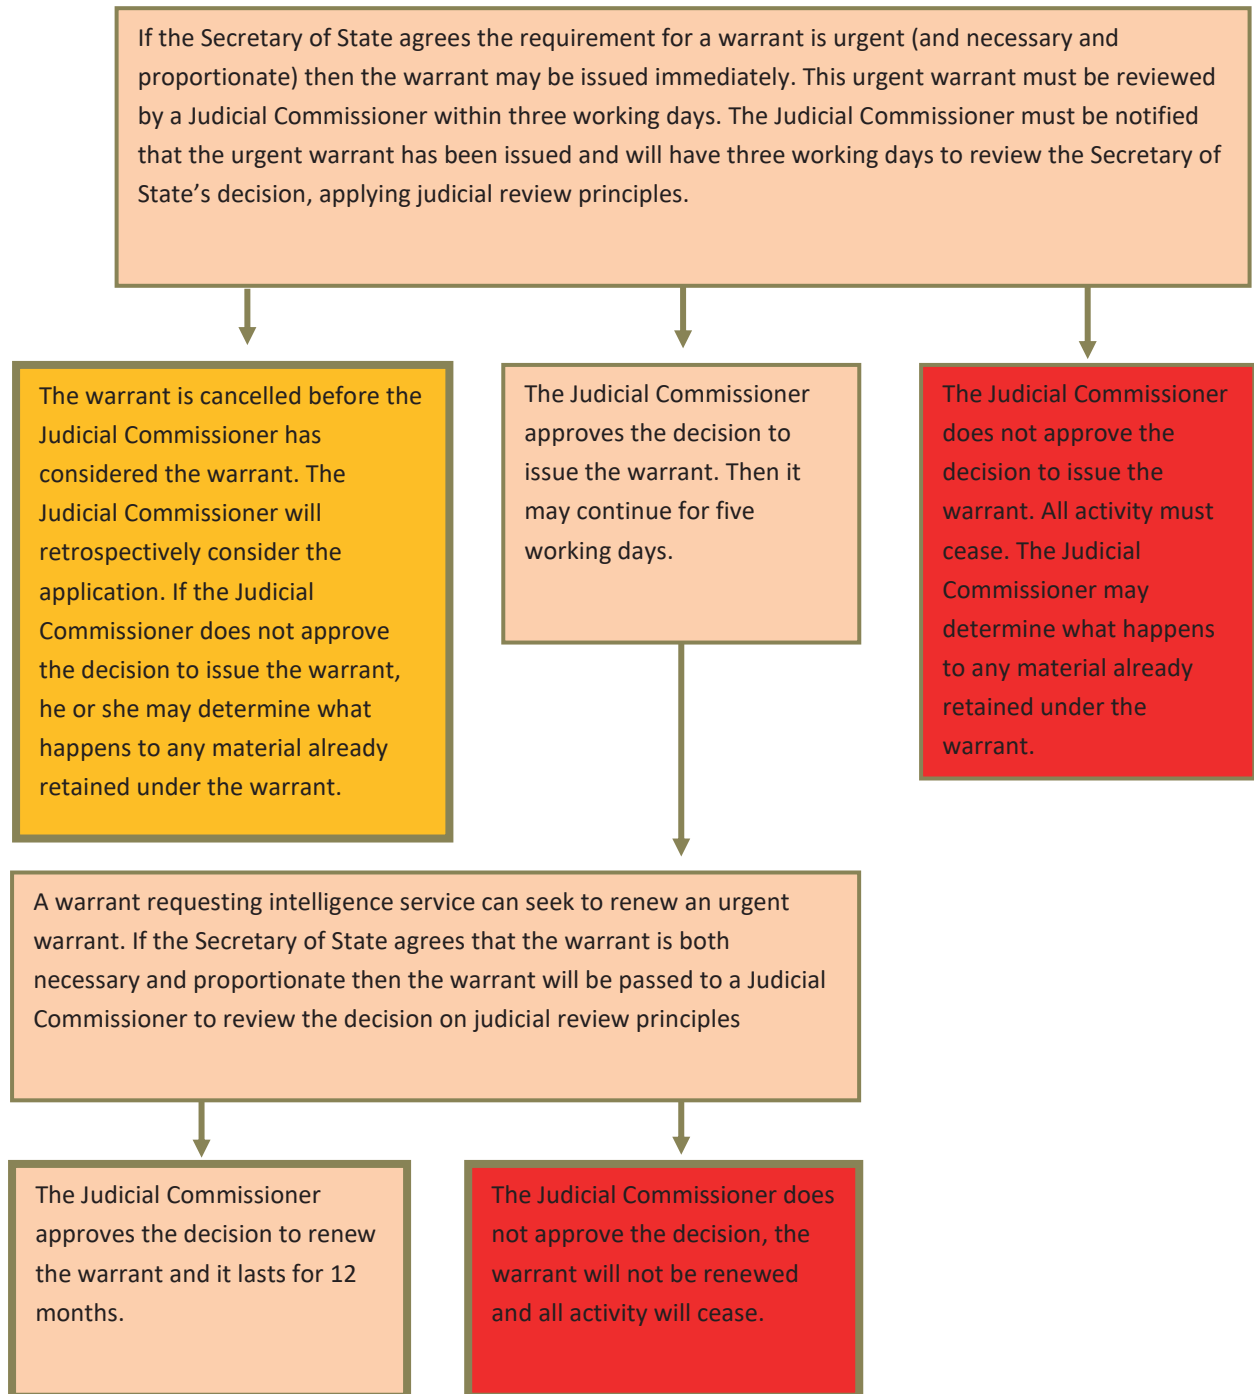 If the Secretary of State agrees the requirement for a warrant is urgent (and necessary and
proportionate) then the warrant may be issued immediately. This urgent warrant must be reviewed
by a Judicial Commissioner within three working days. The Judicial Commissioner must be notified
that the urgent warrant has been issued and will have three working days to review the Secretary of
State’s decision, applying judicial review principles.
The warrant is cancelled before the
Judicial Commissioner has
considered the warrant. The
Judicial Commissioner will
retrospectively consider the
application. If the Judicial
Commissioner does not approve
the decision to issue the warrant,
he or she may determine what
happens to any material already
retained under the warrant.
The Judicial Commissioner
approves the decision to
issue the warrant. Then it
may continue for five
working days.
The Judicial Commissioner
does not approve the
decision to issue the
warrant. All activity must
cease. The Judicial
Commissioner may
determine what happens
to any material already
retained under the
warrant.
A warrant requesting intelligence service can seek to renew an urgent
warrant. If the Secretary of State agrees that the warrant is both
necessary and proportionate then the warrant will be passed to a Judicial
Commissioner to review the decision on judicial review principles
The Judicial Commissioner
approves the decision to renew
the warrant and it lasts for 12
months.
The Judicial Commissioner does
not approve the decision, the
warrant will not be renewed
and all activity will cease.